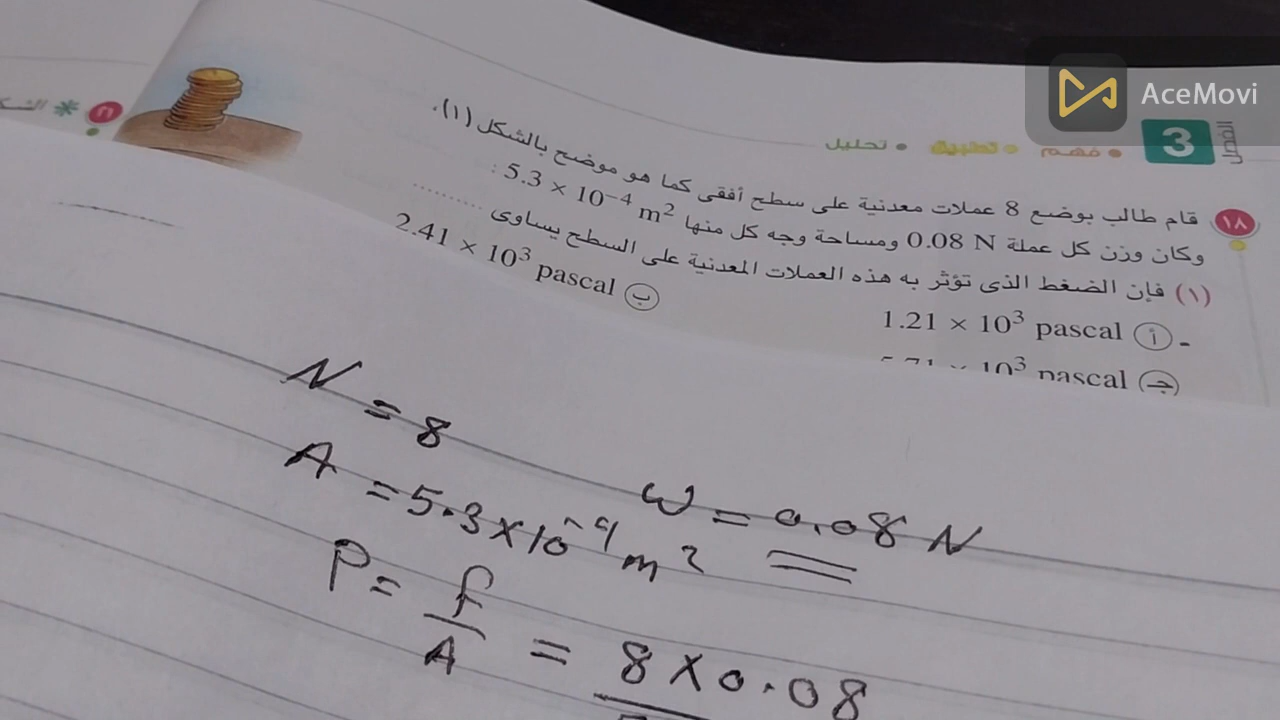 AceMovi
الفصل 3
• فهم • تطبيق • تحليل
١٨ قام طالب بوضع 8 عملات معدنية على سطح أفقى كما هو موضح بالشكل (١)،
وكان وزن كل عملة 0.08 N ومساحة وجه كل منها 5.3 × 10⁻⁴ m² :
(١) فإن الضغط الذى تؤثر به هذه العملات المعدنية على السطح يساوى ..........
أ 1.21 × 10³ pascal
ب 2.41 × 10³ pascal
جـ × 10³ pascal
N = 8
W = 0.08 N
A = 5.3 × 10⁻⁴ m²
P = f/A = 8 × 0.08